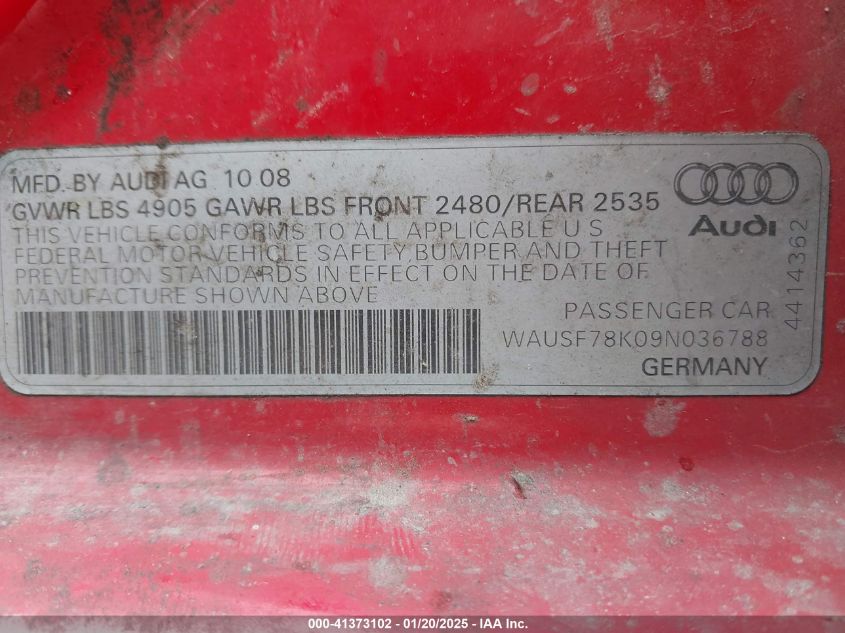 MFD. BY AUDI AG 10 08
GVWR LBS 4905 GAWR LBS FRONT 2480/REAR 2535
THIS VEHICLE CONFORMS TO ALL APPLICABLE U S
FEDERAL MOTOR VEHICLE SAFETY, BUMPER AND THEFT
PREVENTION STANDARDS IN EFFECT ON THE DATE OF
MANUFACTURE SHOWN ABOVE
Audi
4414362
PASSENGER CAR
WAUSF78K09N036788
GERMANY
000-41373102 - 01/20/2025 - IAA, Inc.